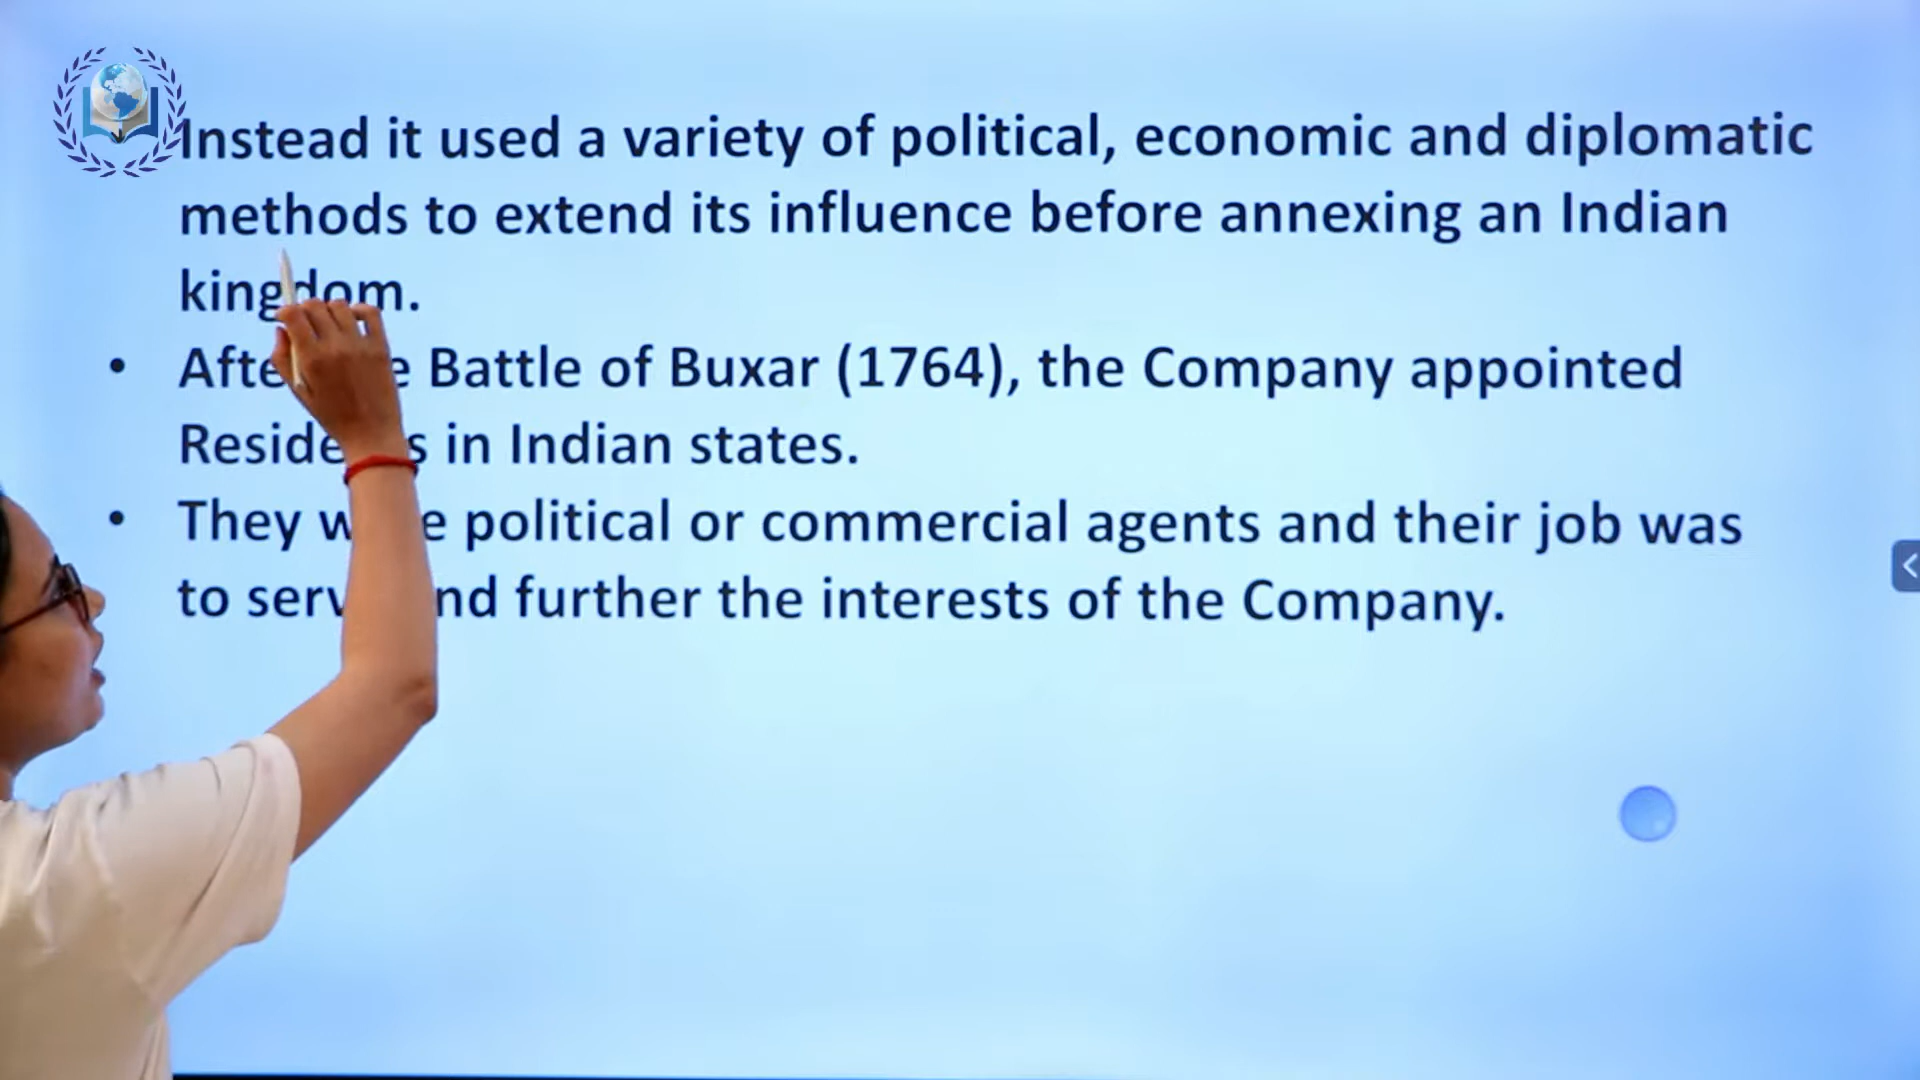 Instead it used a variety of political, economic and diplomatic
methods to extend its influence before annexing an Indian
kingdom.
• Battle of Buxar (1764), the Company appointed
in Indian states.
• They political or commercial agents and their job was
to further the interests of the Company.